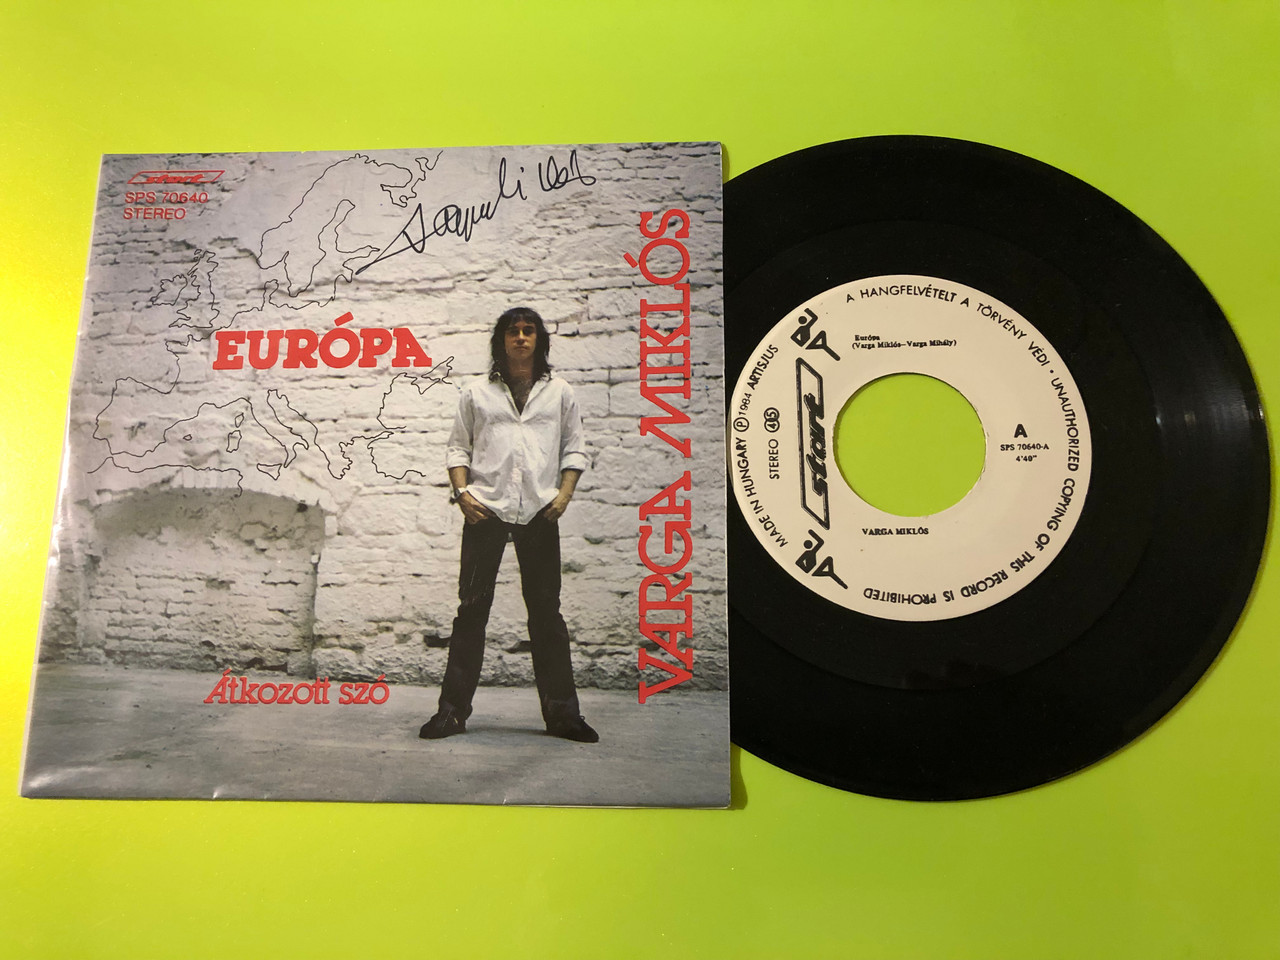 start
SPS 70640
STEREO
EURÓPA
VARGA MIKLÓS
Átkozott szó
A HANGFELVÉTELT A TÖRVÉNY VÉDI • UNAUTHORIZED COPYING OF THIS RECORD IS PROHIBITED
MADE IN HUNGARY Ⓟ 1984 ARTISJUS
STEREO 45
start
Európa
(Varga Miklós—Varga Mihály)
A
SPS 70640-A
4'40"
VARGA MIKLÓS